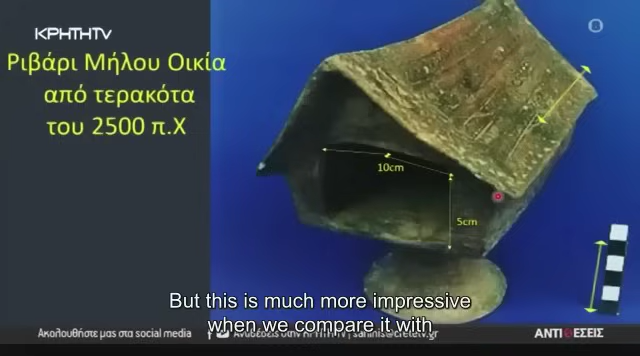 ΚΡΗΤΗTV
Ριβάρι Μήλου Οικία
από τερακότα
του 2500 π.Χ
10cm
5cm
But this is much more impressive
when we compare it with
Ακολουθήστε μας στα social media
ΑΝΤΙΘΕΣΕΙΣ